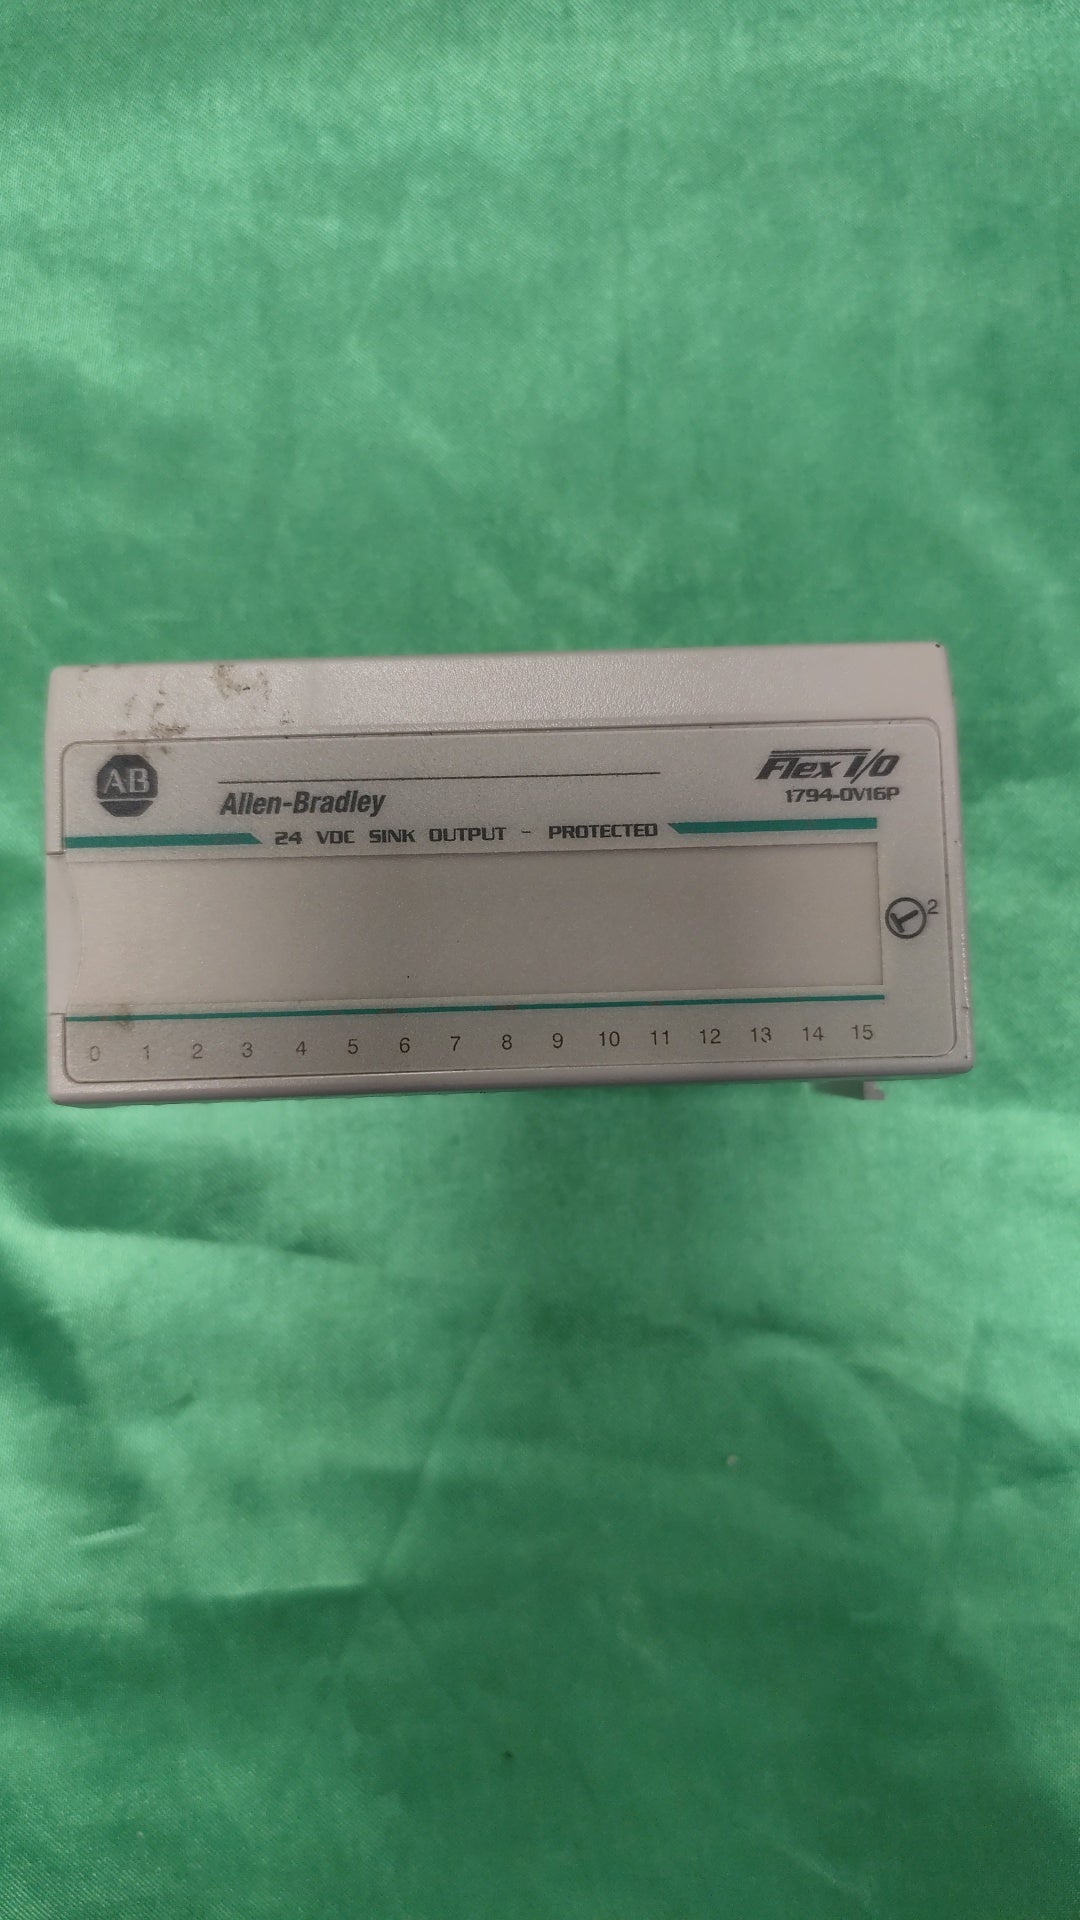 AB
Allen-Bradley
Flex I/O
1794-OV16P
24 VDC SINK OUTPUT - PROTECTED
2
0 1 2 3 4 5 6 7 8 9 10 11 12 13 14 15